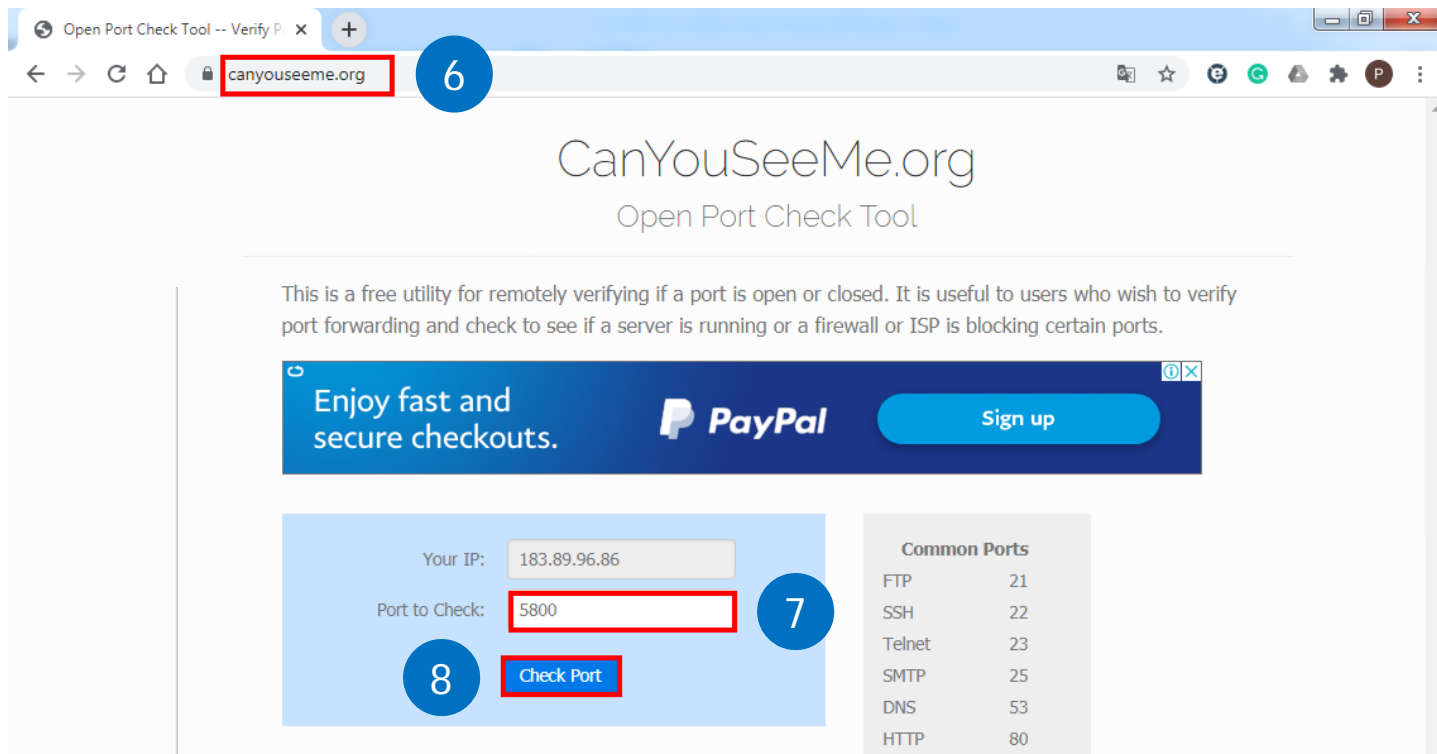 Open Port Check Tool -- Verify P
canyouseeme.org
6
P
CanYouSeeMe.org
Open Port Check Tool
This is a free utility for remotely verifying if a port is open or closed. It is useful to users who wish to verify
port forwarding and check to see if a server is running or a firewall or ISP is blocking certain ports.
Enjoy fast and
secure checkouts.
PayPal
Sign up
Your IP: 183.89.96.86
Port to Check: 5800
7
8
Check Port
Common Ports
FTP 21
SSH 22
Telnet 23
SMTP 25
DNS 53
HTTP 80